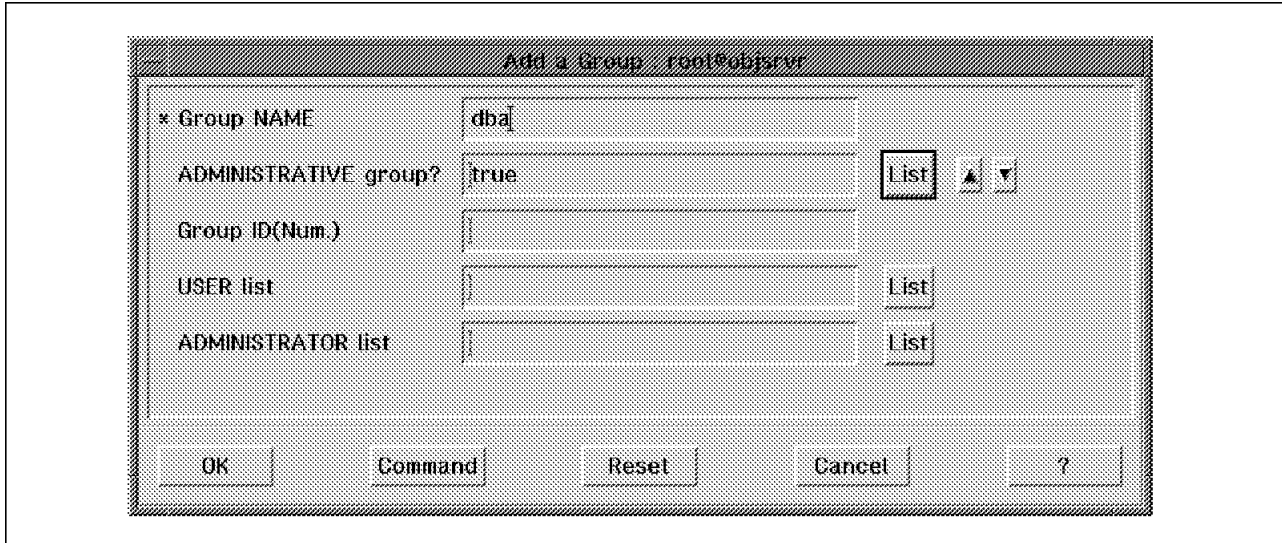 Add a Group : root@objsrvr
* Group NAME dba
ADMINISTRATIVE group? true List ▲ ▼
Group ID(Num.)
USER list List
ADMINISTRATOR list List
OK Command Reset Cancel ?